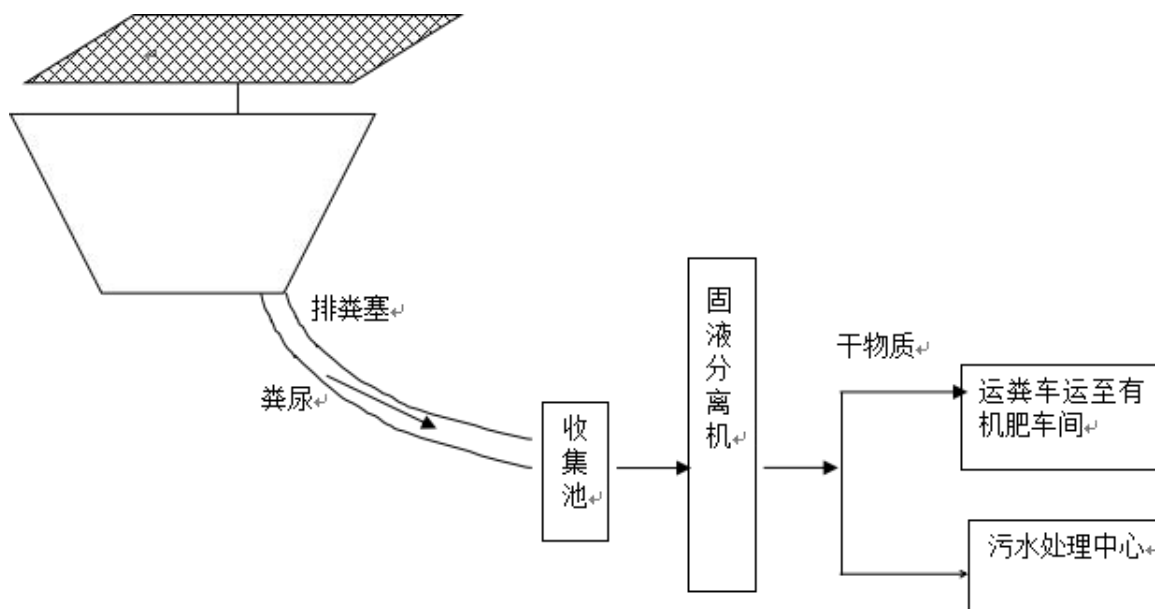 排粪塞
粪尿
收
集
池
固
液
分
离
机
干物质
运粪车运至有
机肥车间
污水处理中心